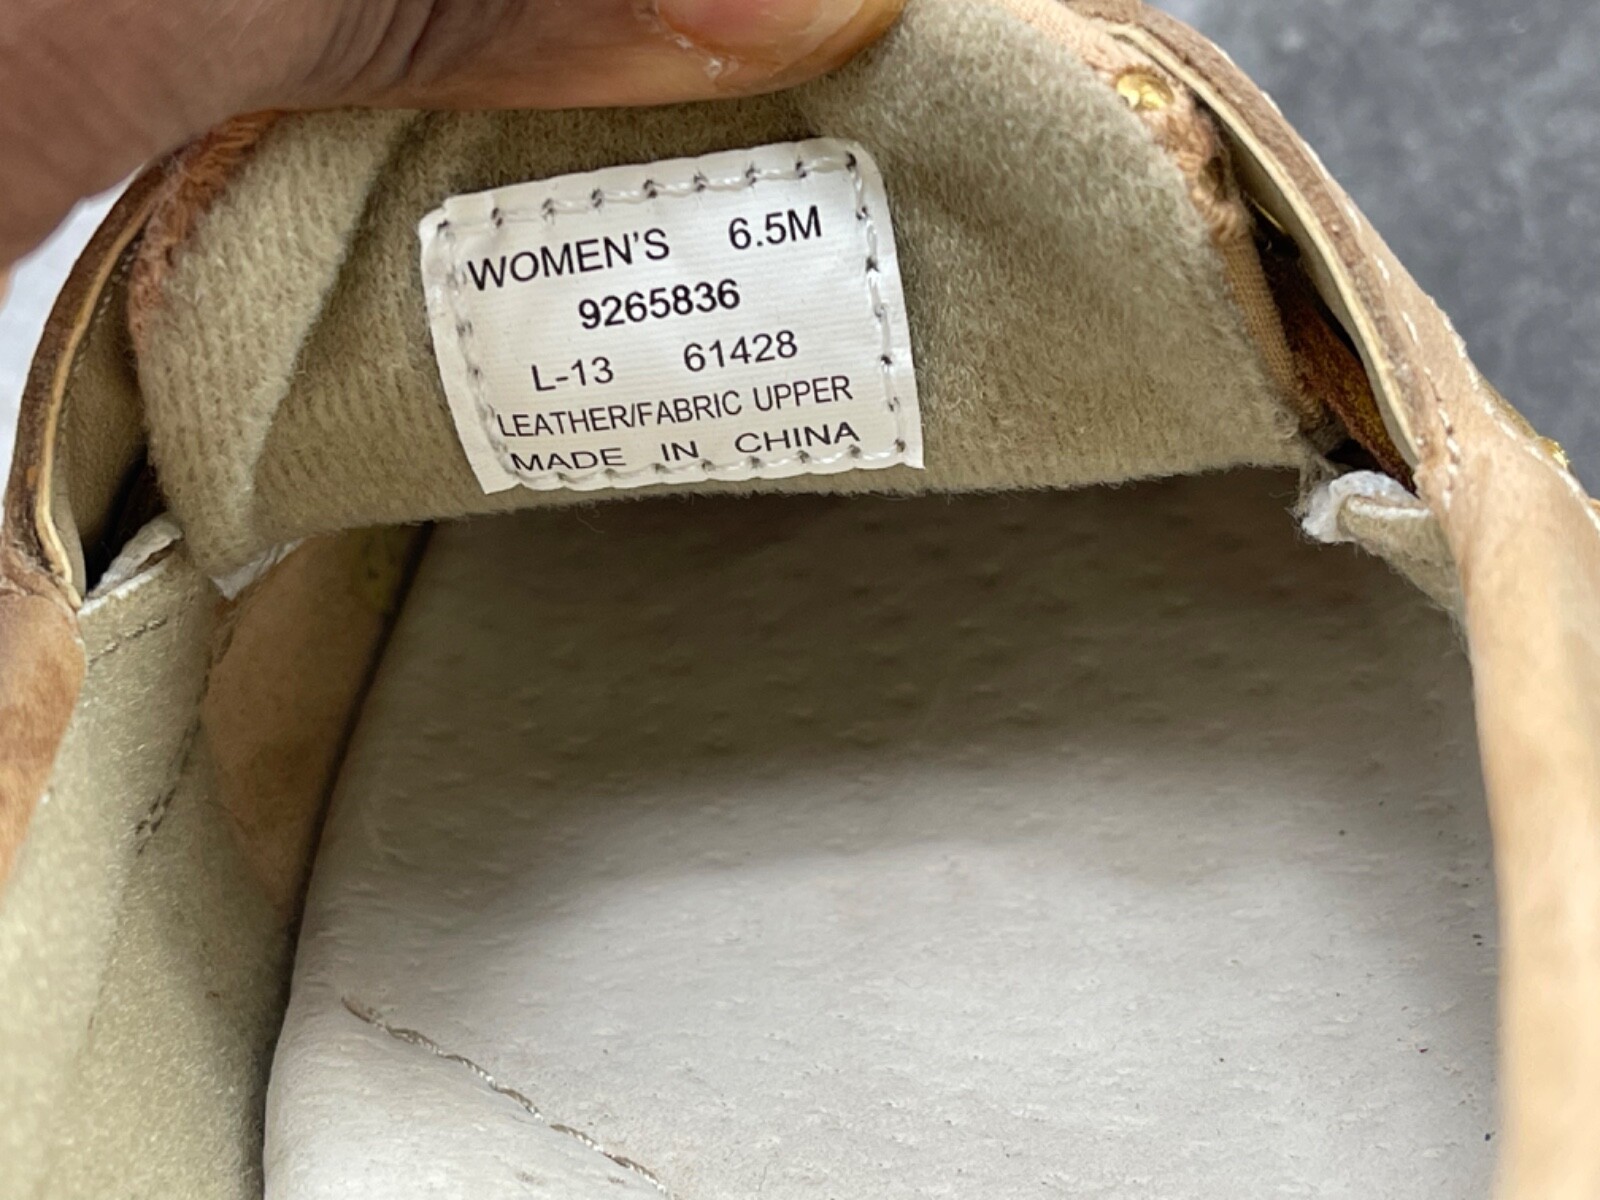 WOMEN'S 6.5M
9265836
L-13 61428
LEATHER/FABRIC UPPER
MADE IN CHINA